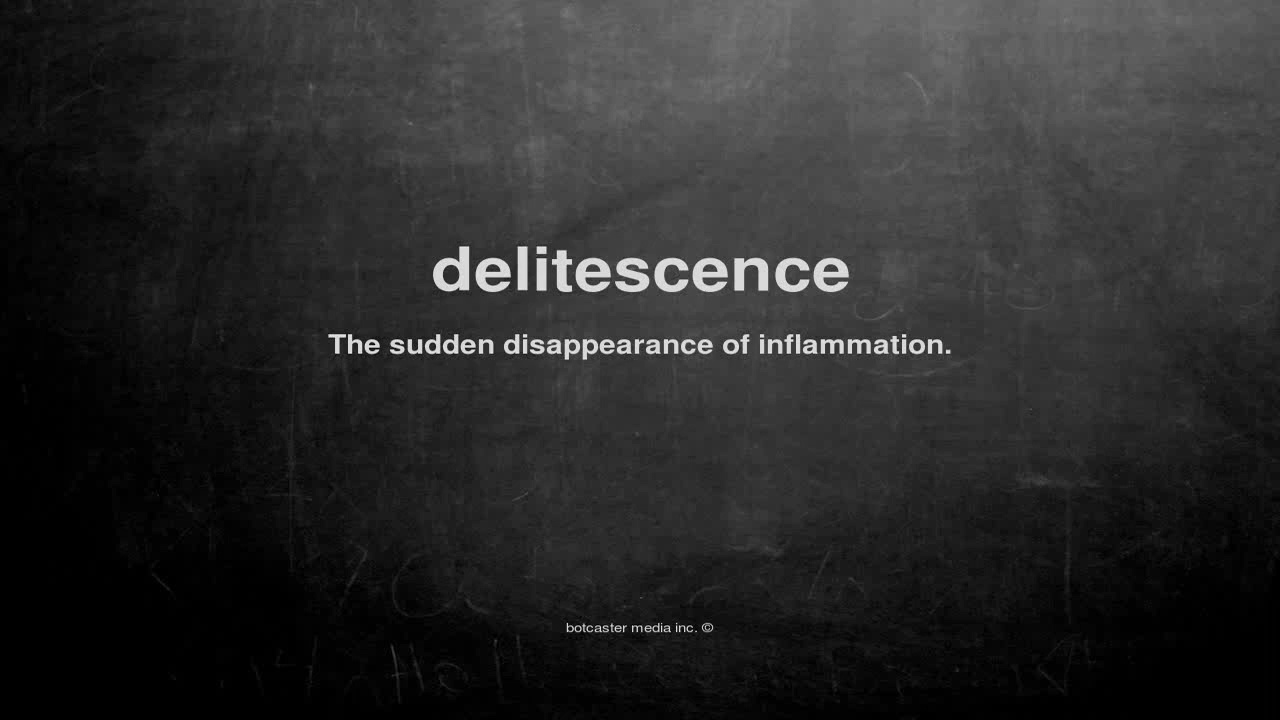 delitescence
The sudden disappearance of inflammation.
botcaster media inc. ©